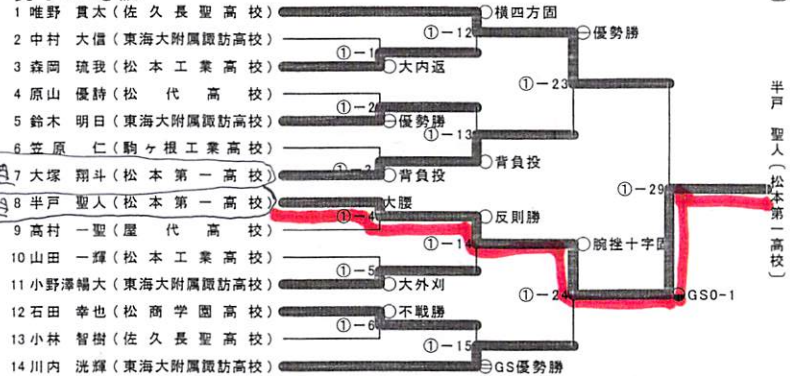 1 唯野 貫太(佐久長聖高校)
2 中村 大信(東海大附属諏訪高校)
3 森岡 琉我(松本工業高校)
4 原山 優詩(松代高校)
5 鈴木 明日(東海大附属諏訪高校)
6 笠原 仁(駒ヶ根工業高校)
7 大塚 翔斗(松本第一高校)
8 半戸 聖人(松本第一高校)
9 高村 一聖(屋代高校)
10 山田 一輝(松本工業高校)
11 小野澤暢大(東海大附属諏訪高校)
12 石田 幸也(松商学園高校)
13 小林 智樹(佐久長聖高校)
14 川内 洸輝(東海大附属諏訪高校)
①-1
大内返
①-2
優勢勝
背負投
①-4
大腰
①-5
大外刈
①-6
不戦勝
①-12
横四方固
①-13
背負投
①-14
反則勝
①-15
GS優勢勝
①-23
優勢勝
①-24
腕挫十字固
①-29
GS0-1
半戸 聖人(松本第一高校)